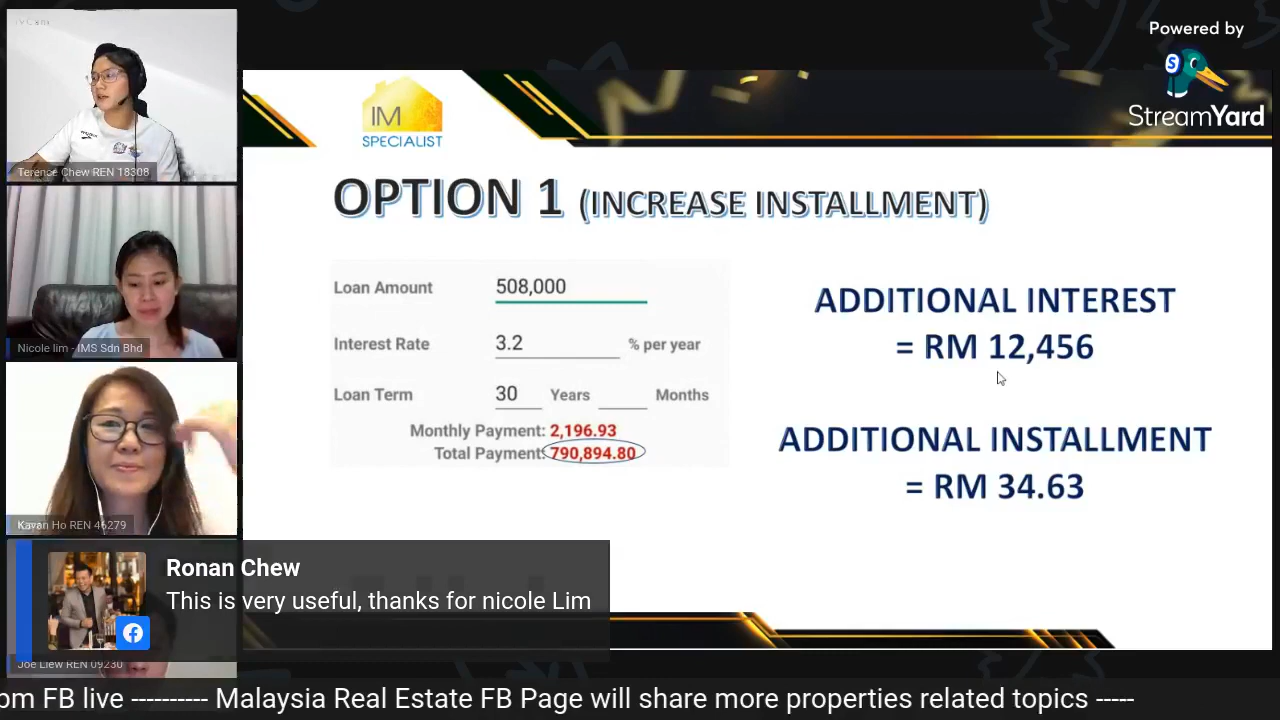 Powered by
StreamYard
IM
SPECIALIST
OPTION 1 (INCREASE INSTALLMENT)
Loan Amount 508,000
Interest Rate 3.2 % per year
Loan Term 30 Years Months
Monthly Payment: 2,196.93
Total Payment: 790,894.80
ADDITIONAL INTEREST
= RM 12,456
ADDITIONAL INSTALLMENT
= RM 34.63
Terence Chew REN 18308
Nicole lim - IMS Sdn Bhd
Kayan Ho REN 46279
Ronan Chew
This is very useful, thanks for nicole Lim
Joe Liew REN 09230
pm FB live ---------- Malaysia Real Estate FB Page will share more properties related topics -----